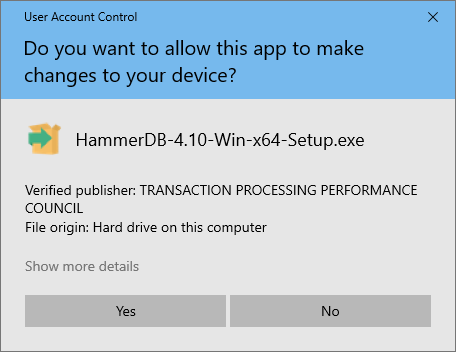 User Account Control
Do you want to allow this app to make
changes to your device?
HammerDB-4.10-Win-x64-Setup.exe
Verified publisher: TRANSACTION PROCESSING PERFORMANCE
COUNCIL
File origin: Hard drive on this computer
Show more details
Yes
No